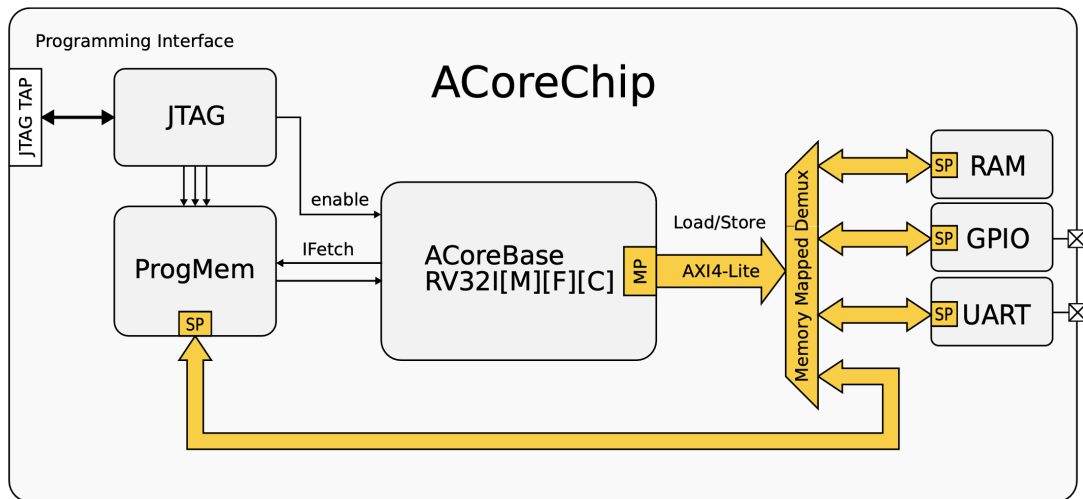 Programming Interface
ACoreChip
JTAG TAP
JTAG
enable
IFetch
ProgMem
SP
ACoreBase
RV32I[M][F][C]
MP
Load/Store
AXI4-Lite
Memory Mapped Demux
SP
RAM
SP
GPIO
SP
UART